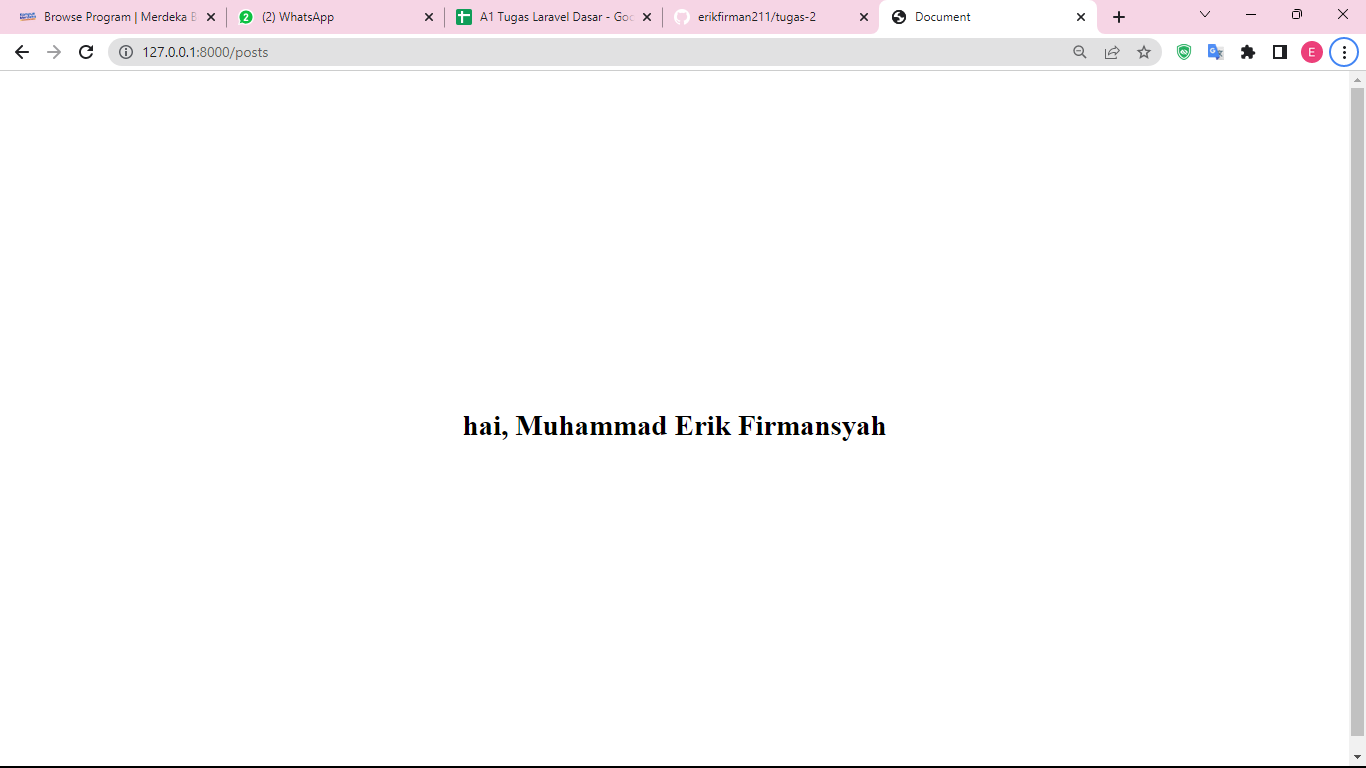 Browse Program | Merdeka B
2
(2) WhatsApp
A1 Tugas Laravel Dasar - Goo
erikfirman211/tugas-2
Document
127.0.0.1:8000/posts
E
hai, Muhammad Erik Firmansyah